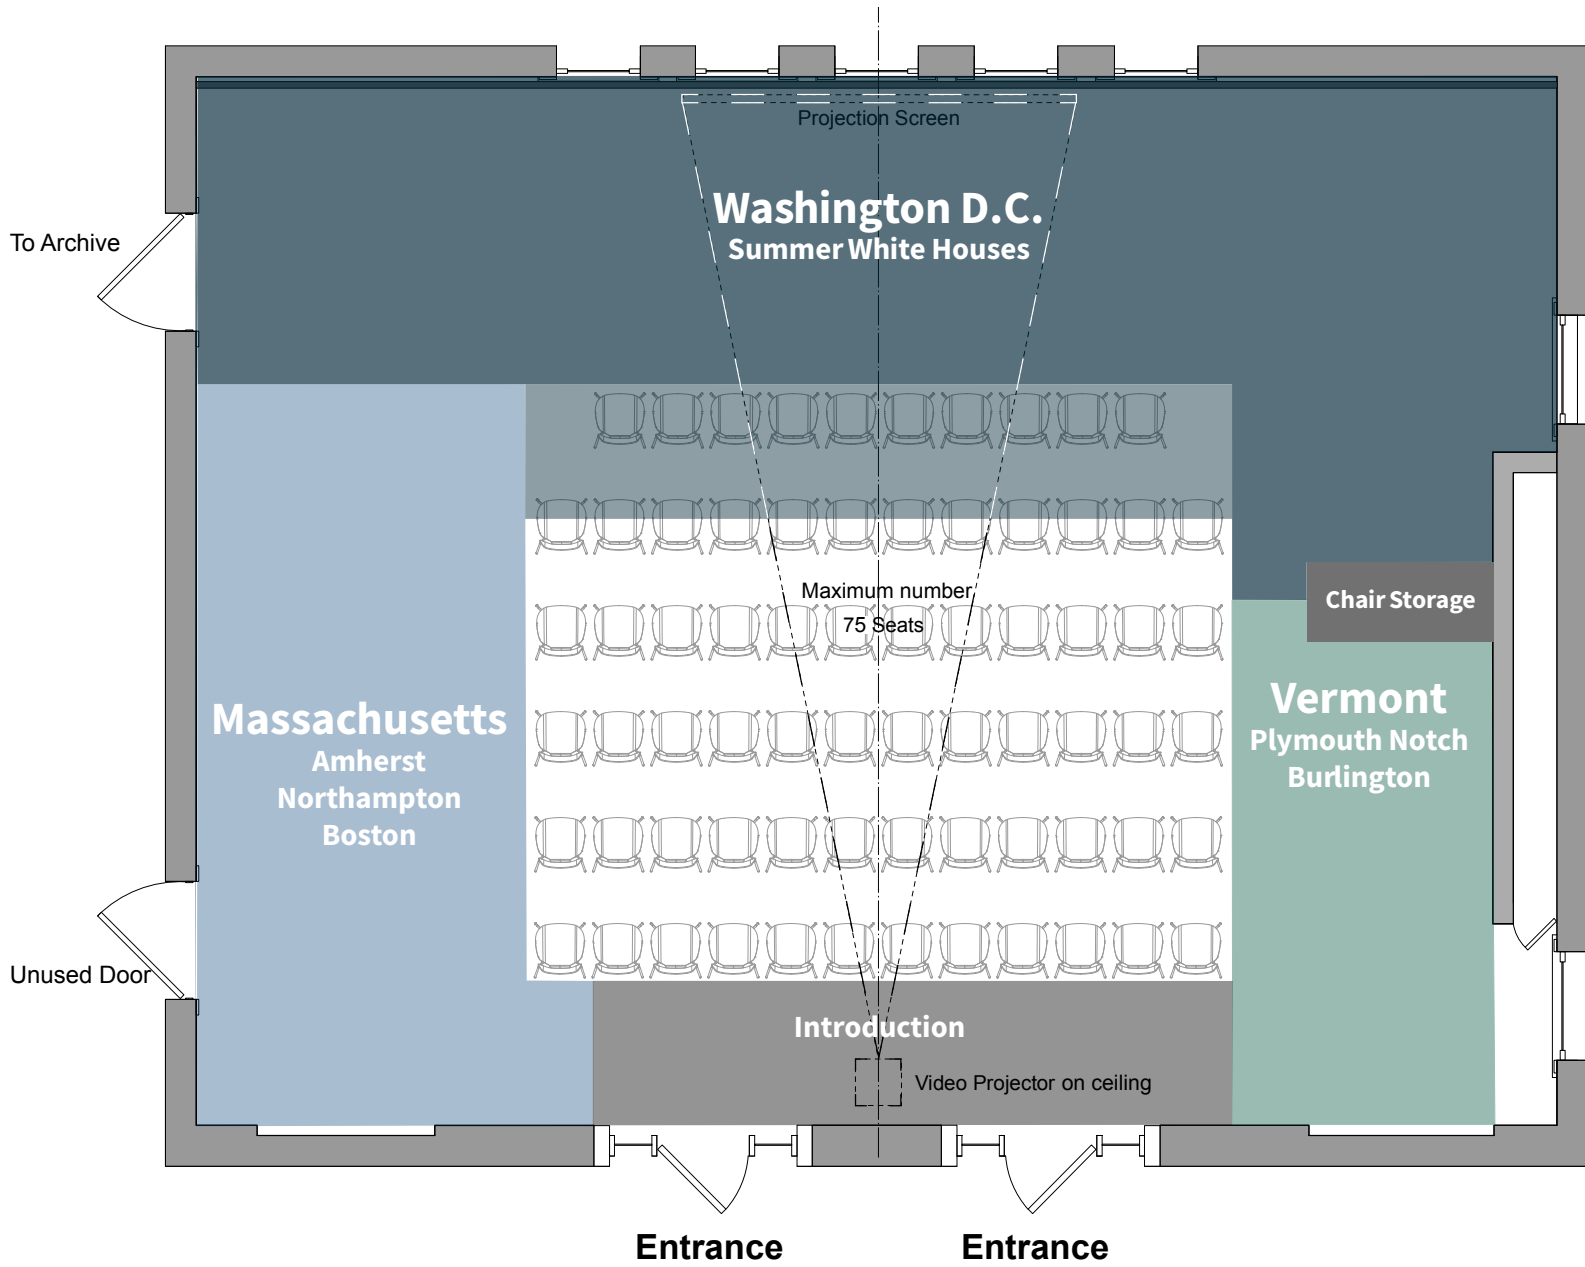 Projection Screen
Washington D.C.
Summer White Houses
To Archive
Maximum number
75 Seats
Chair Storage
Massachusetts
Amherst
Northampton
Boston
Vermont
Plymouth Notch
Burlington
Unused Door
Introduction
Video Projector on ceiling
Entrance
Entrance